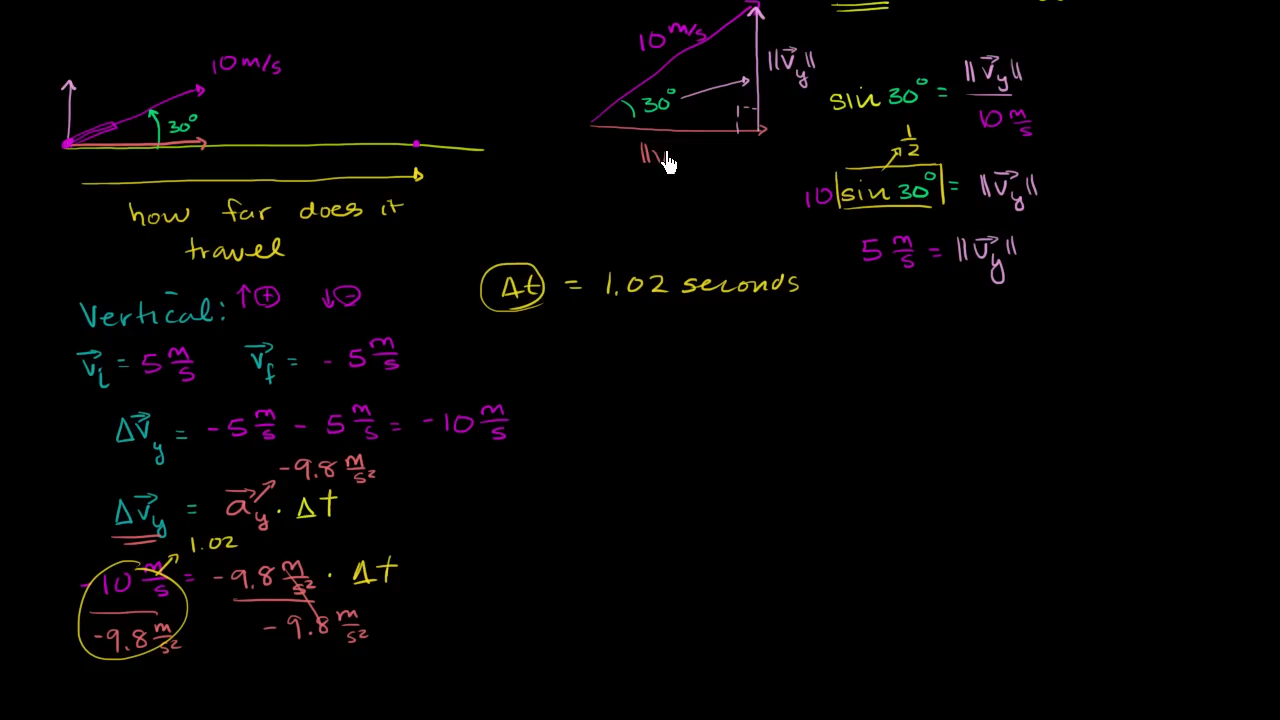 10 m/s
30°
how far does it
travel
Vertical: ↑⊕ ↓⊖
v⃗i = 5 m/s v⃗f = - 5 m/s
Δv⃗y = -5 m/s - 5 m/s = -10 m/s
-9.8 m/s²
Δv⃗y = a⃗y · Δt
1.02
-10 m/s = -9.8 m/s² · Δt
-9.8 m/s² -9.8 m/s²
10 m/s
||v⃗y||
30°
||v
Δt = 1.02 seconds
sin 30° = ||v⃗y|| / 10 m/s
1/2
10 sin 30° = ||v⃗y||
5 m/s = ||v⃗y||